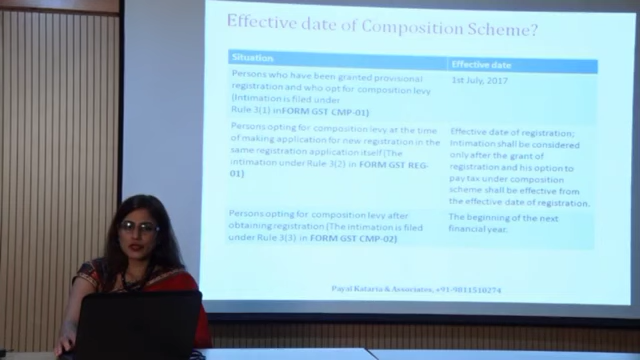 Effective date of Composition Scheme?
Situation
Effective date
Persons who have been granted provisional
registration and who opt for composition levy
(Intimation is filed under
Rule 3(1) inFORM GST CMP-01)
1st July, 2017
Persons opting for composition levy at the time
of making application for new registration in the
same registration application itself (The
intimation under Rule 3(2) in FORM GST REG-
01)
Effective date of registration;
Intimation shall be considered
only after the grant of
registration and his option to
pay tax under composition
scheme shall be effective from
the effective date of registration.
Persons opting for composition levy after
obtaining registration (The intimation is filed
under Rule 3(3) in FORM GST CMP-02)
The beginning of the next
financial year.
Payal Kataria & Associates, +91-9811510274